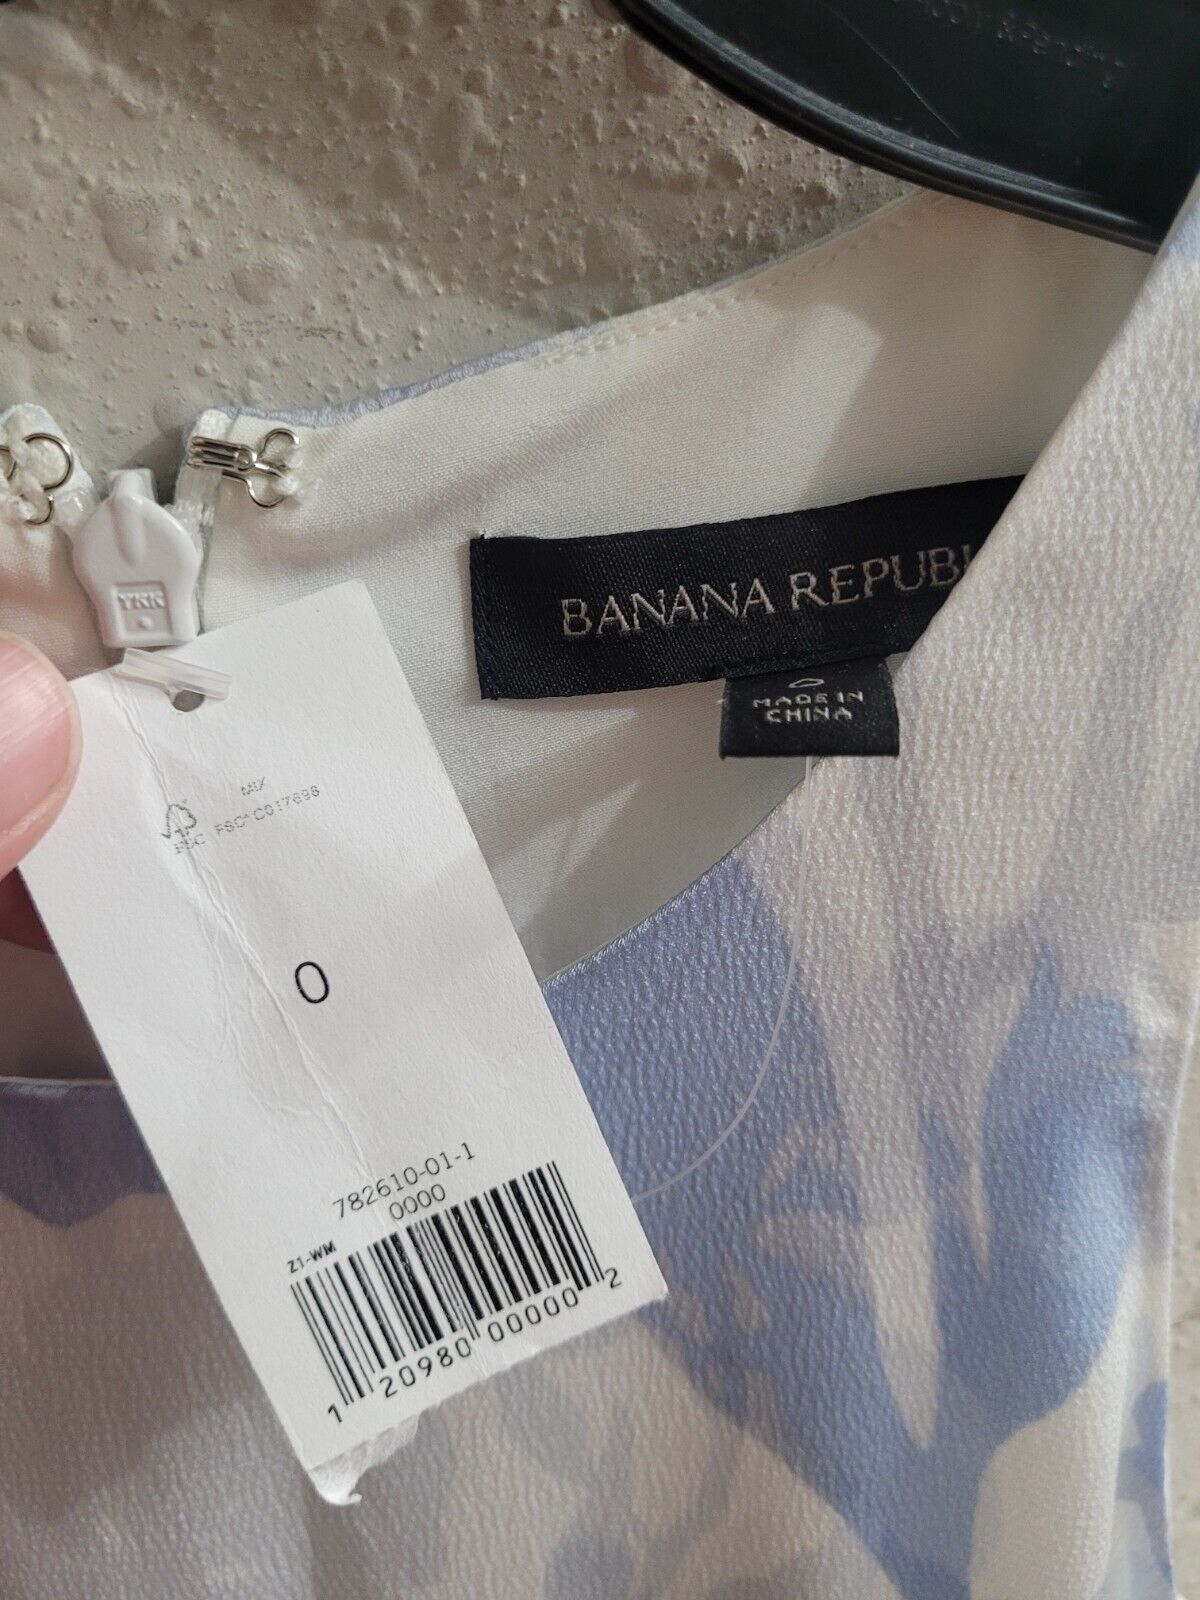 YKK
BANANA REPUBL
0
MADE IN
CHINA
MIX
FSC FSC® C017698
0
782610-01-1
0000
Z1-WM
1 20980 00000 2